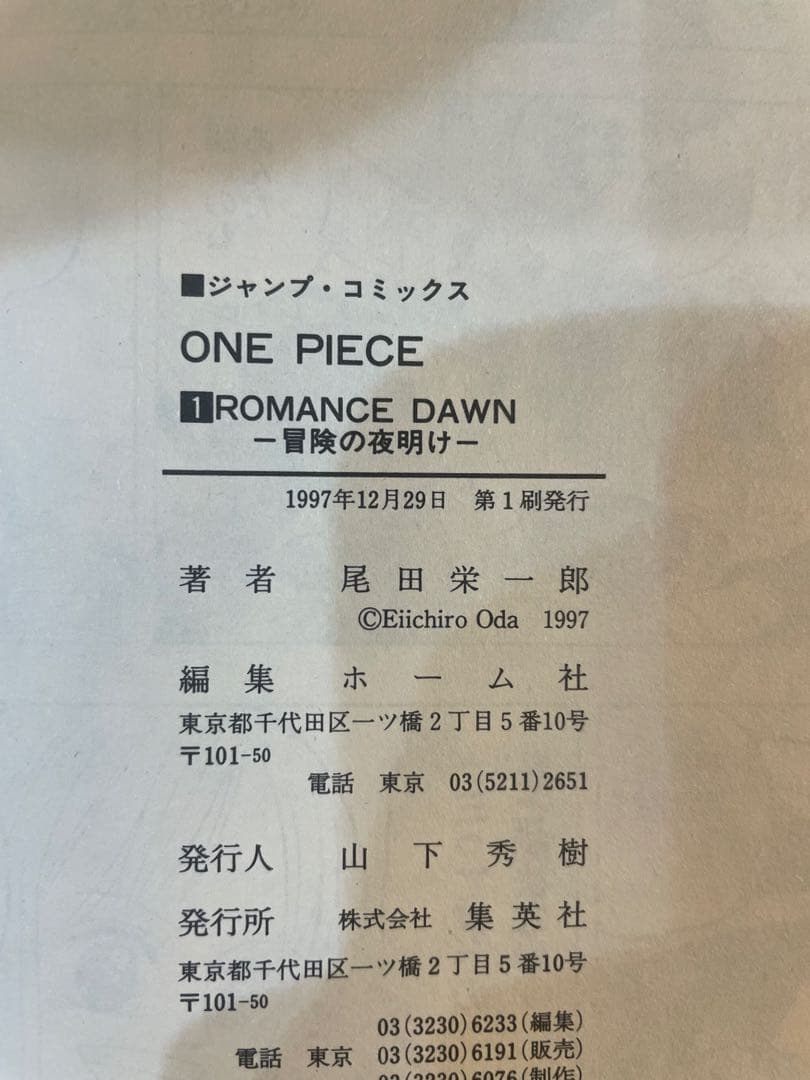 ■ジャンプ・コミックス
ONE PIECE
1 ROMANCE DAWN
—冒険の夜明け—
1997年12月29日　第1刷発行
著者　尾田栄一郎
©Eiichiro Oda 1997
編集　ホーム社
東京都千代田区一ツ橋2丁目5番10号
〒101-50
電話　東京　03(5211)2651
発行人　山下秀樹
発行所　株式会社　集英社
東京都千代田区一ツ橋2丁目5番10号
〒101-50
03(3230)6233(編集)
電話　東京　03(3230)6191(販売)
03(3230)6076(制作)